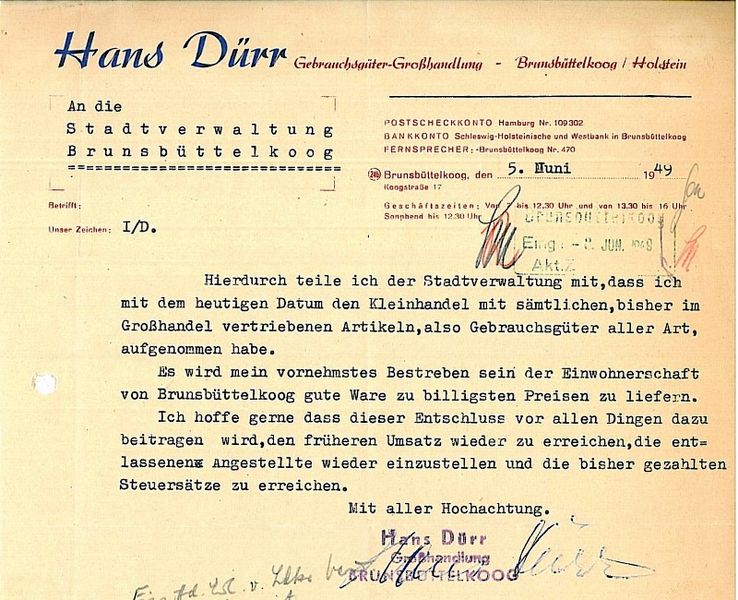 Hans Dürr Gebrauchsgüter-Großhandlung - Brunsbüttelkoog / Holstein
An die
Stadtverwaltung
Brunsbüttelkoog
POSTSCHECKKONTO Hamburg Nr. 109302
BANKKONTO Schleswig-Holsteinische und Westbank in Brunsbüttelkoog
FERNSPRECHER: Brunsbüttelkoog Nr. 470
Brunsbüttelkoog, den 5. Juni 1949
Koogstraße 17
Betrifft:
Geschäftszeiten: Von bis 12.30 Uhr und von 13.30 bis 16 Uhr
Sonnabend bis 12.30 Uhr
Unser Zeichen: I/D.
BRUNSBÜTTELKOOG
Eing. JUN. 1949
Akt.Z
Hierdurch teile ich der Stadtverwaltung mit,dass ich
mit dem heutigen Datum den Kleinhandel mit sämtlichen,bisher im
Großhandel vertriebenen Artikeln,also Gebrauchsgüter aller Art,
aufgenommen habe.
Es wird mein vornehmstes Bestreben sein der Einwohnerschaft
von Brunsbüttelkoog gute Ware zu billigsten Preisen zu liefern.
Ich hoffe gerne dass dieser Entschluss vor allen Dingen dazu
beitragen wird,den früheren Umsatz wieder zu erreichen,die ent=
lassenen Angestellte wieder einzustellen und die bisher gezahlten
Steuersätze zu erreichen.
Mit aller Hochachtung.
Hans Dürr
Großhandlung
BRUNSBÜTTELKOOG
Hans Dürr